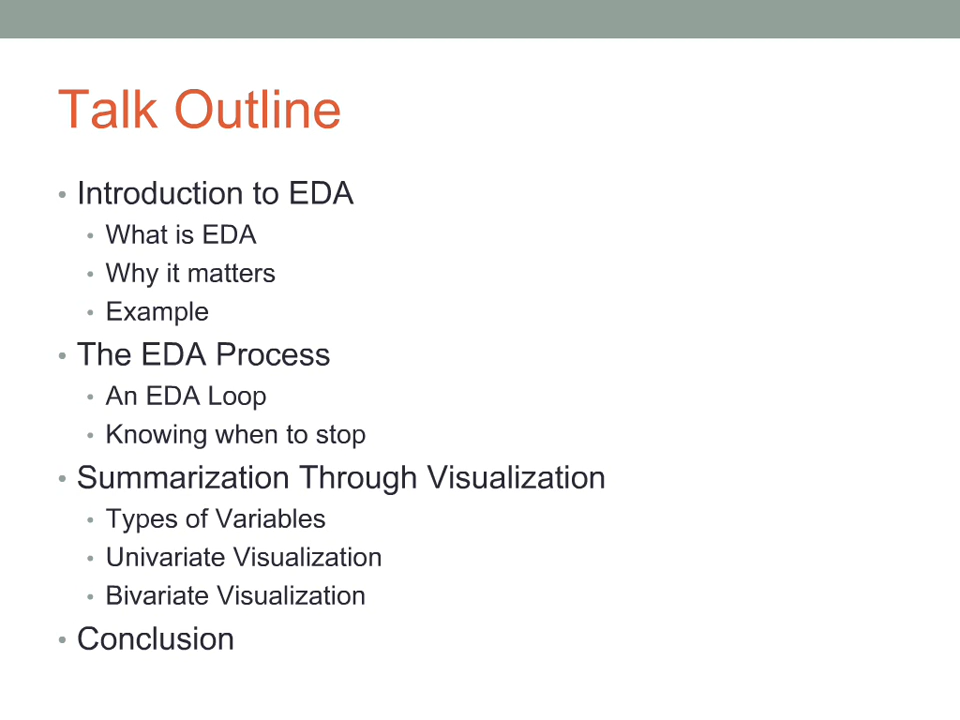 Talk Outline
• Introduction to EDA
• What is EDA
• Why it matters
• Example
• The EDA Process
• An EDA Loop
• Knowing when to stop
• Summarization Through Visualization
• Types of Variables
• Univariate Visualization
• Bivariate Visualization
• Conclusion